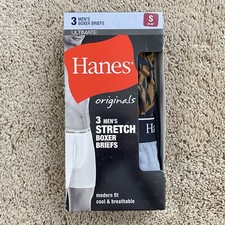 3 MEN'S
BOXER BRIEFS
S
ULTIMATE
Hanes
originals
3 MEN'S
STRETCH
BOXER
BRIEFS
modern fit
cool & breathable